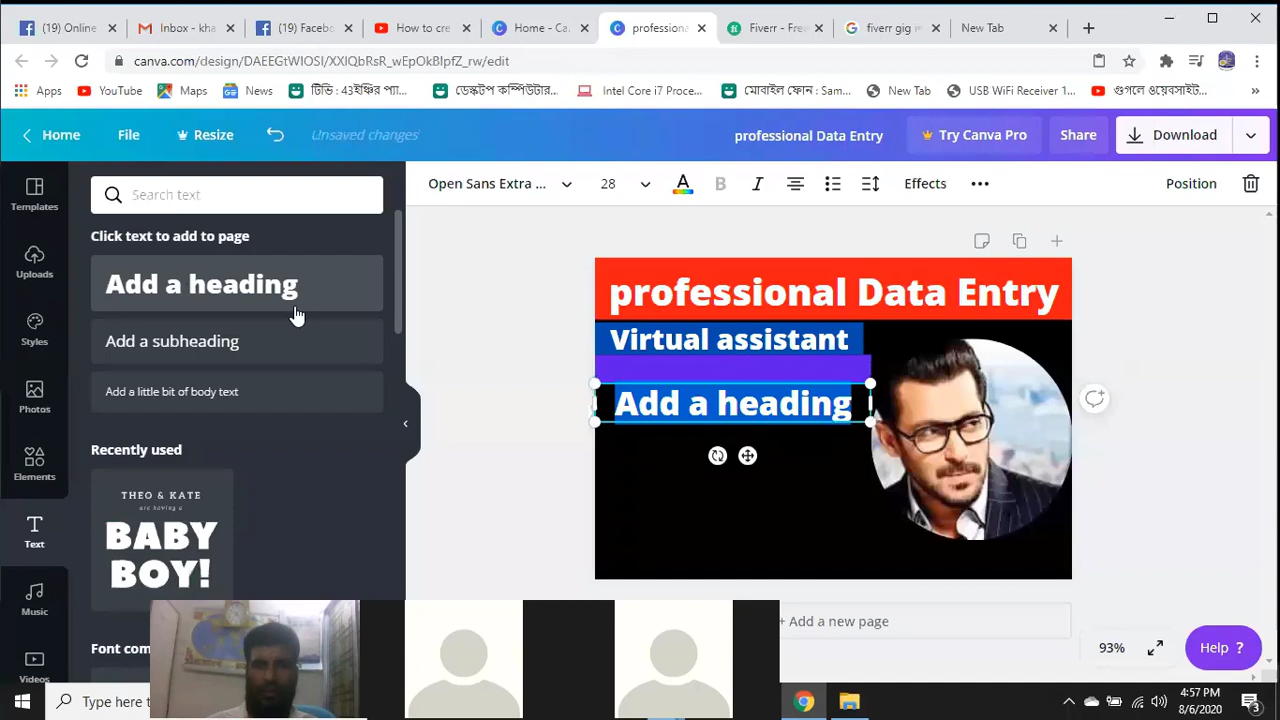 (19) Online
Inbox - kha
(19) Facebo
How to cre
Home - Ca
professiona
Fiverr - Free
fiverr gig m
New Tab
canva.com/design/DAEEGtWIOSI/XXlQbRsR_wEpOkBIpfZ_rw/edit
Apps
YouTube
Maps
News
টিভি : 43ইঞ্চির প্যা...
ডেস্কটপ কম্পিউটার...
Intel Core i7 Proce...
মোবাইল ফোন : Sam...
New Tab
USB WiFi Receiver 1...
গুগলে ওয়েবসাইট...
»
Home
File
Resize
Unsaved changes
professional Data Entry
Try Canva Pro
Share
Download
Templates
Uploads
Styles
Photos
Elements
Text
Music
Videos
Search text
Click text to add to page
Add a heading
Add a subheading
Add a little bit of body text
Recently used
THEO & KATE
are having a
BABY
BOY!
Font com
Open Sans Extra ...
28
A
B
I
Effects
Position
professional Data Entry
Virtual assistant
Add a heading
+ Add a new page
93%
Help ?
Type here t
4:57 PM
8/6/2020
3